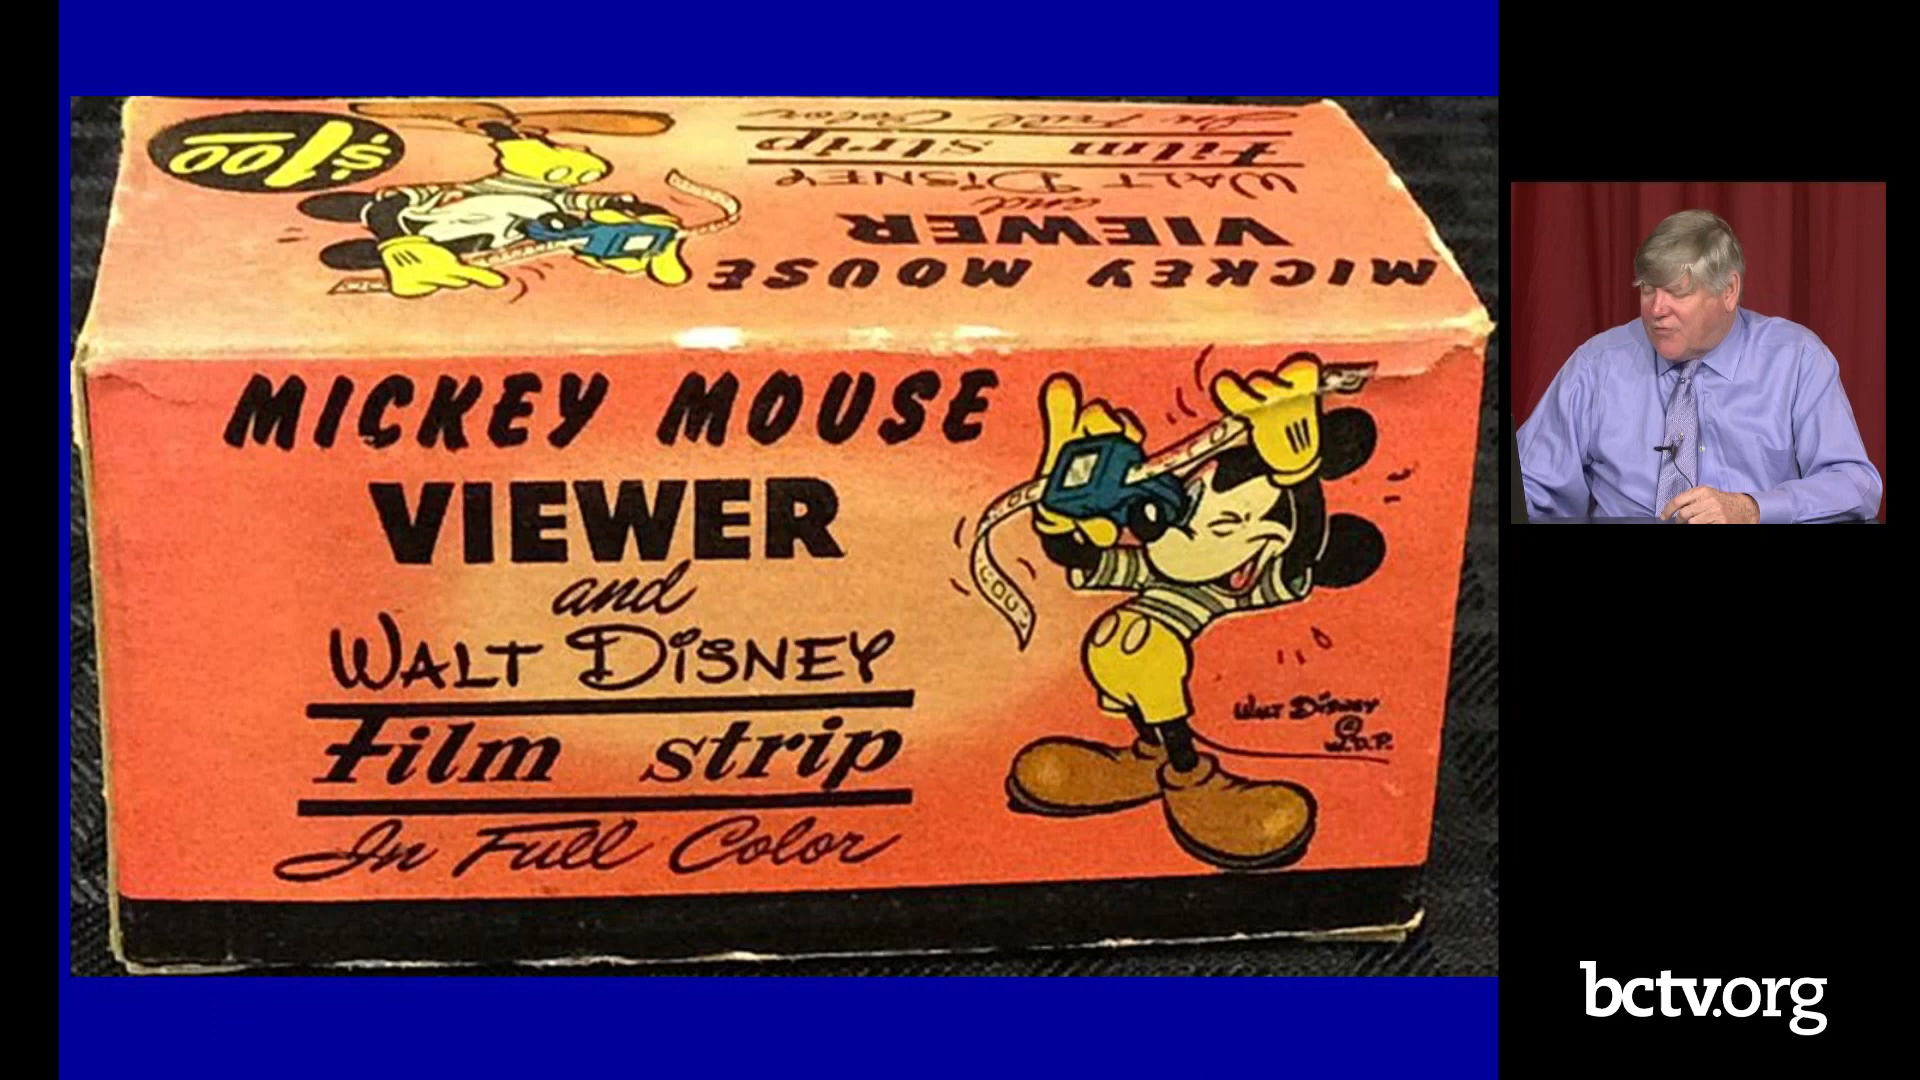 $1.00
In Full Color
Film strip
WALT DISNEY
and
VIEWER
MICKEY MOUSE
MICKEY MOUSE
VIEWER
and
WALT DISNEY
Film strip
In Full Color
WALT DISNEY
©
W.D.P.
bctv.org